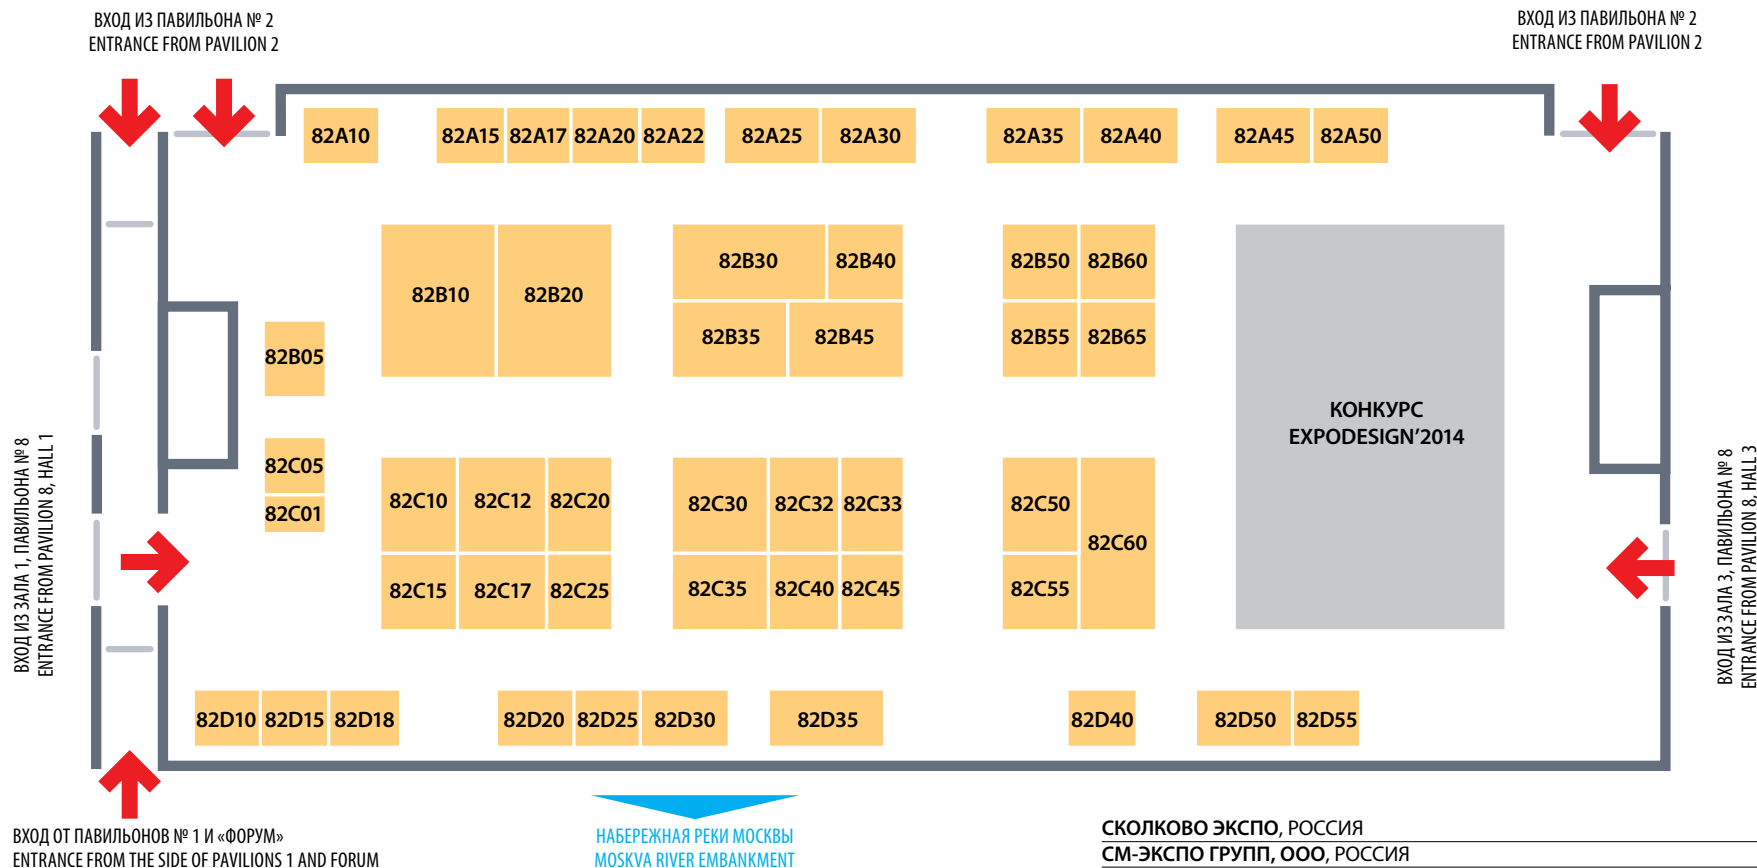 ВХОД ИЗ ПАВИЛЬОНА № 2
ENTRANCE FROM PAVILION 2
ВХОД ИЗ ПАВИЛЬОНА № 2
ENTRANCE FROM PAVILION 2
82A10
82A15
82A17
82A20
82A22
82A25
82A30
82A35
82A40
82A45
82A50
82B05
82B10
82B20
82B30
82B40
82B35
82B45
82B50
82B60
82B55
82B65
КОНКУРС
EXPODESIGN’2014
82C05
82C01
82C10
82C12
82C20
82C15
82C17
82C25
82C30
82C32
82C33
82C35
82C40
82C45
82C50
82C60
82C55
82D10
82D15
82D18
82D20
82D25
82D30
82D35
82D40
82D50
82D55
ВХОД ИЗ ЗАЛА 1, ПАВИЛЬОНА № 8
ENTRANCE FROM PAVILION 8, HALL 1
ВХОД ИЗ ЗАЛА 3, ПАВИЛЬОНА № 8
ENTRANCE FROM PAVILION 8, HALL 3
ВХОД ОТ ПАВИЛЬОНОВ № 1 И «ФОРУМ»
ENTRANCE FROM THE SIDE OF PAVILIONS 1 AND FORUM
НАБЕРЕЖНАЯ РЕКИ МОСКВЫ
MOSKVA RIVER EMBANKMENT
СКОЛКОВО ЭКСПО, РОССИЯ
СМ-ЭКСПО ГРУПП, ООО, РОССИЯ